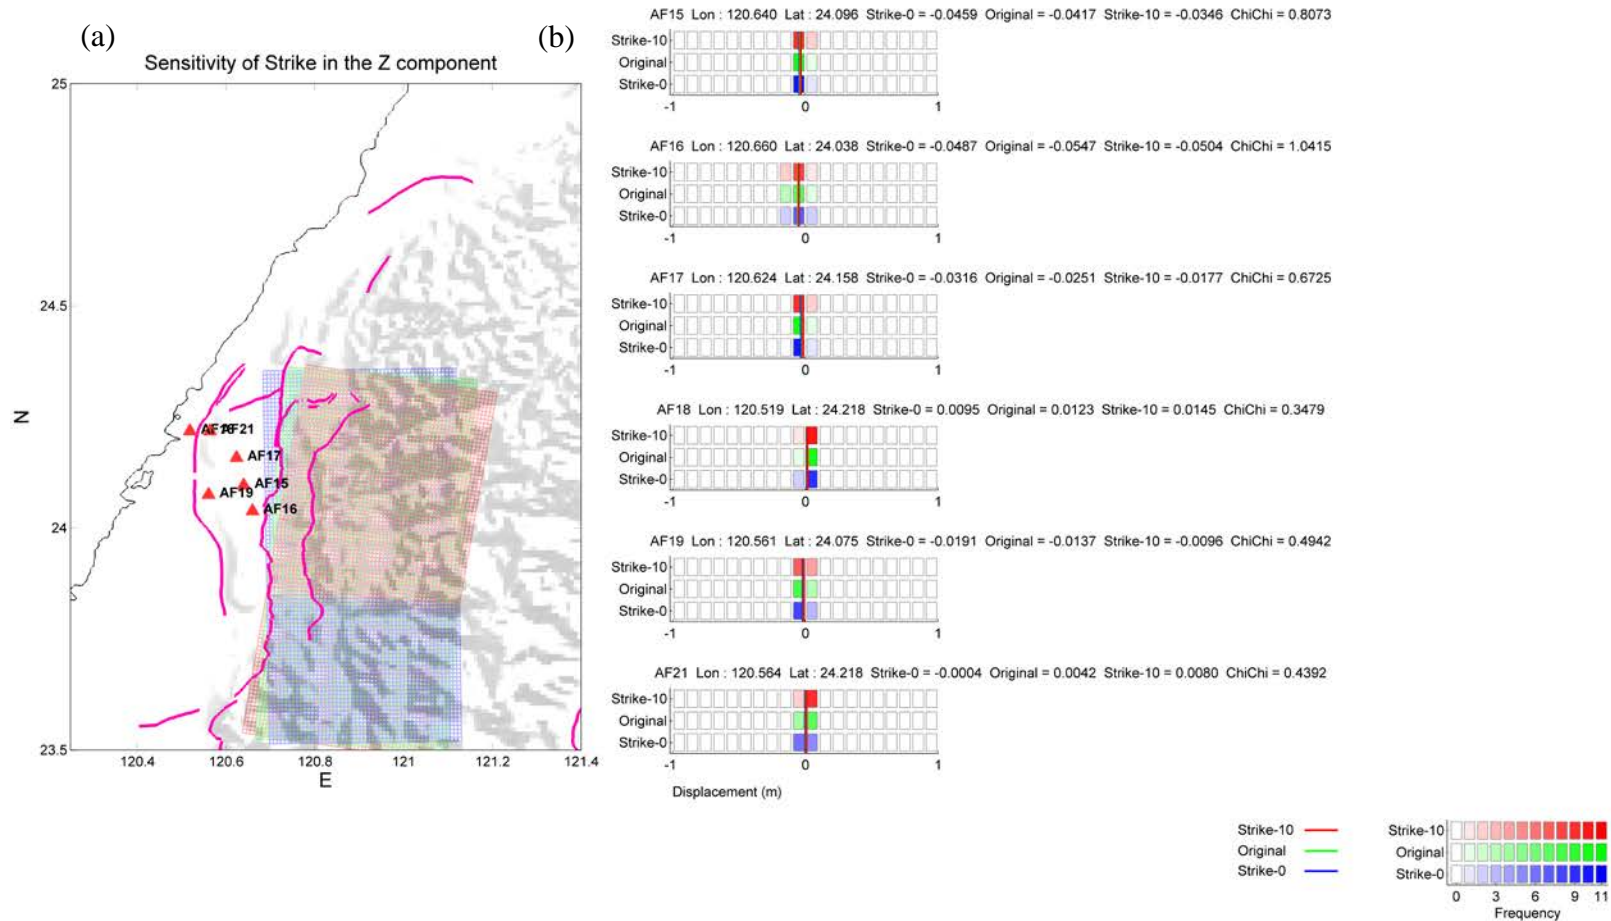 (a)
Sensitivity of Strike in the Z component
25
24.5
24
23.5
N
120.4 120.6 120.8 121 121.2 121.4
E
AF21
AF17
AF15
AF19
AF16
(b)
AF15 Lon : 120.640 Lat : 24.096 Strike-0 = -0.0459 Original = -0.0417 Strike-10 = -0.0346 ChiChi = 0.8073
Strike-10
Original
Strike-0
-1 0 1
AF16 Lon : 120.660 Lat : 24.038 Strike-0 = -0.0487 Original = -0.0547 Strike-10 = -0.0504 ChiChi = 1.0415
Strike-10
Original
Strike-0
-1 0 1
AF17 Lon : 120.624 Lat : 24.158 Strike-0 = -0.0316 Original = -0.0251 Strike-10 = -0.0177 ChiChi = 0.6725
Strike-10
Original
Strike-0
-1 0 1
AF18 Lon : 120.519 Lat : 24.218 Strike-0 = 0.0095 Original = 0.0123 Strike-10 = 0.0145 ChiChi = 0.3479
Strike-10
Original
Strike-0
-1 0 1
AF19 Lon : 120.561 Lat : 24.075 Strike-0 = -0.0191 Original = -0.0137 Strike-10 = -0.0096 ChiChi = 0.4942
Strike-10
Original
Strike-0
-1 0 1
AF21 Lon : 120.564 Lat : 24.218 Strike-0 = -0.0004 Original = 0.0042 Strike-10 = 0.0080 ChiChi = 0.4392
Strike-10
Original
Strike-0
-1 0 1
Displacement (m)
Strike-10
Original
Strike-0
Strike-10
Original
Strike-0
0 3 6 9 11
Frequency